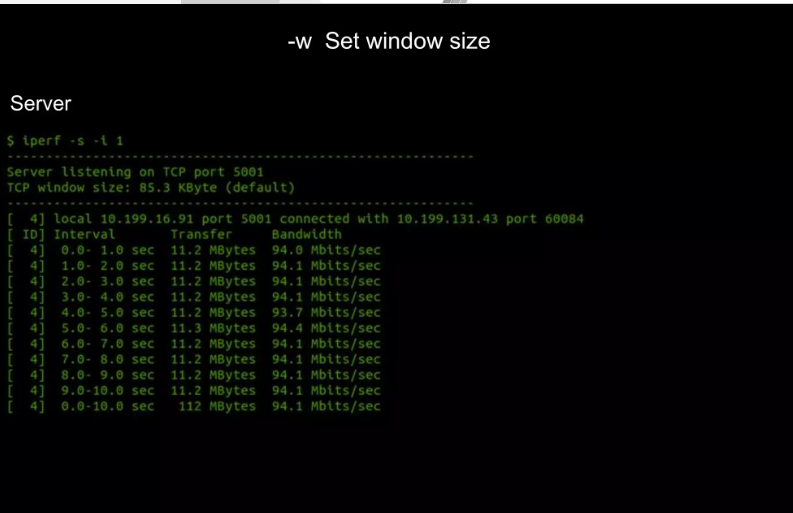 -w  Set window size
Server
$ iperf -s -i 1
------------------------------------------------------------
Server listening on TCP port 5001
TCP window size: 85.3 KByte (default)
------------------------------------------------------------
[  4] local 10.199.16.91 port 5001 connected with 10.199.131.43 port 60084
[ ID] Interval       Transfer     Bandwidth
[  4]  0.0- 1.0 sec  11.2 MBytes  94.0 Mbits/sec
[  4]  1.0- 2.0 sec  11.2 MBytes  94.1 Mbits/sec
[  4]  2.0- 3.0 sec  11.2 MBytes  94.1 Mbits/sec
[  4]  3.0- 4.0 sec  11.2 MBytes  94.1 Mbits/sec
[  4]  4.0- 5.0 sec  11.2 MBytes  93.7 Mbits/sec
[  4]  5.0- 6.0 sec  11.3 MBytes  94.4 Mbits/sec
[  4]  6.0- 7.0 sec  11.2 MBytes  94.1 Mbits/sec
[  4]  7.0- 8.0 sec  11.2 MBytes  94.1 Mbits/sec
[  4]  8.0- 9.0 sec  11.2 MBytes  94.1 Mbits/sec
[  4]  9.0-10.0 sec  11.2 MBytes  94.1 Mbits/sec
[  4]  0.0-10.0 sec   112 MBytes  94.1 Mbits/sec